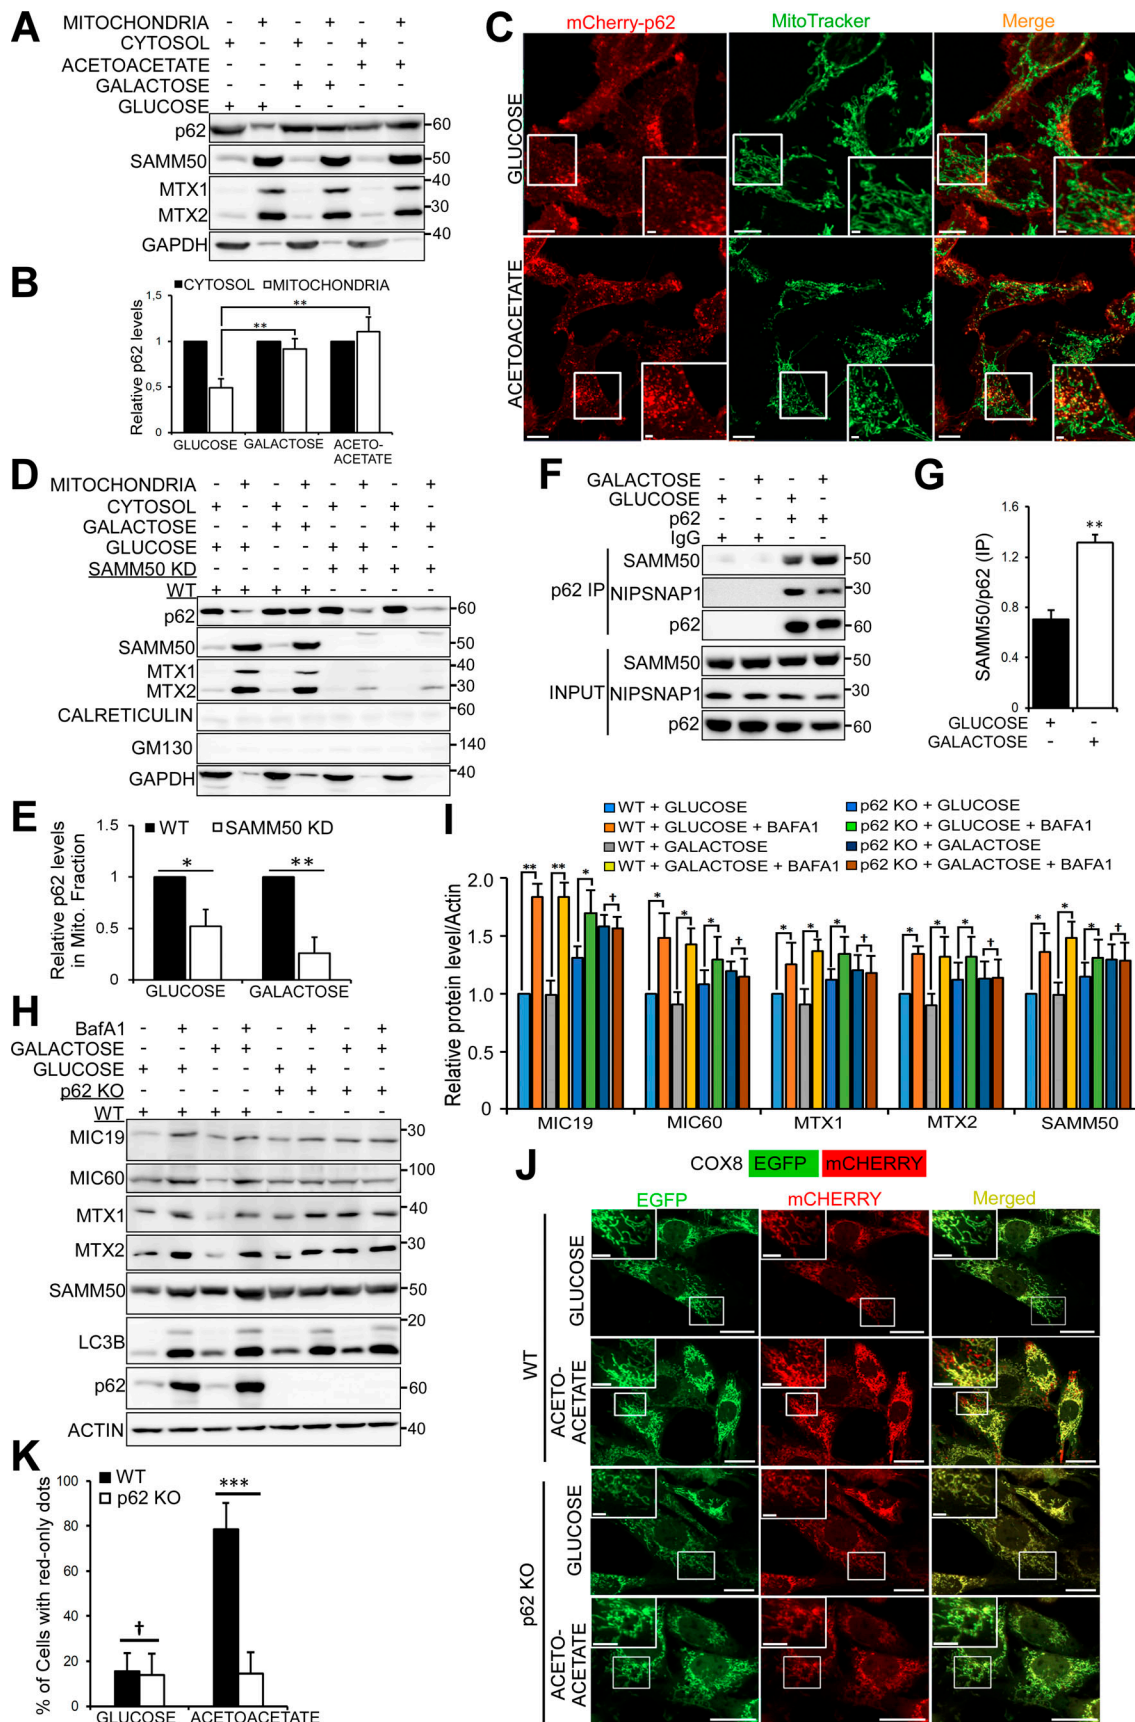 A
MITOCHONDRIA - + - + - +
CYTOSOL + - + - + -
ACETOACETATE - - - - + +
GALACTOSE - - + + - -
GLUCOSE + + - - - -
p62 60
SAMM50 50
MTX1 40
MTX2 30
GAPDH 40
B
CYTOSOL MITOCHONDRIA
Relative p62 levels
1.5
1
0.5
0
** **
GLUCOSE GALACTOSE ACETO-
ACETATE
C
mCherry-p62 MitoTracker Merge
GLUCOSE
ACETOACETATE
D
MITOCHONDRIA - + - + - + - +
CYTOSOL + - + - + - + -
GALACTOSE - - + + - - + +
GLUCOSE + + - - + + - -
SAMM50 KD - - - - + + + +
WT + + + + - - - -
p62 60
SAMM50 50
MTX1 40
MTX2 30
CALRETICULIN 60
GM130 140
GAPDH 40
E
WT SAMM50 KD
Relative p62 levels
in Mito. Fraction
1.5
1
0.5
0
* **
GLUCOSE GALACTOSE
F
GALACTOSE - + - +
GLUCOSE + - + -
p62 - - + +
IgG + + - -
p62 IP
SAMM50 50
NIPSNAP1 30
p62 60
INPUT
SAMM50 50
NIPSNAP1 30
p62 60
G
SAMM50/p62 (IP)
1.6
1.2
0.8
0.4
0
**
GLUCOSE + -
GALACTOSE - +
H
BafA1 - + - + - + - +
GALACTOSE - - + + - - + +
GLUCOSE + + - - + + - -
p62 KO - - - - + + + +
WT + + + + - - - -
MIC19 30
MIC60 100
MTX1 40
MTX2 30
SAMM50 50
LC3B 20
p62 60
ACTIN 40
I
WT + GLUCOSE
WT + GLUCOSE + BAFA1
WT + GALACTOSE
WT + GALACTOSE + BAFA1
p62 KO + GLUCOSE
p62 KO + GLUCOSE + BAFA1
p62 KO + GALACTOSE
p62 KO + GALACTOSE + BAFA1
Relative protein level/Actin
2.0
1.5
1.0
0.5
0
** ** * †
* * * †
* * * †
* * * †
* * * †
MIC19 MIC60 MTX1 MTX2 SAMM50
J
COX8 EGFP mCHERRY
EGFP mCHERRY Merged
WT
GLUCOSE
ACETO-
ACETATE
p62 KO
GLUCOSE
ACETO-
ACETATE
K
WT
p62 KO
% of Cells with red-only dots
100
80
60
40
20
0
† ***
GLUCOSE ACETOACETATE